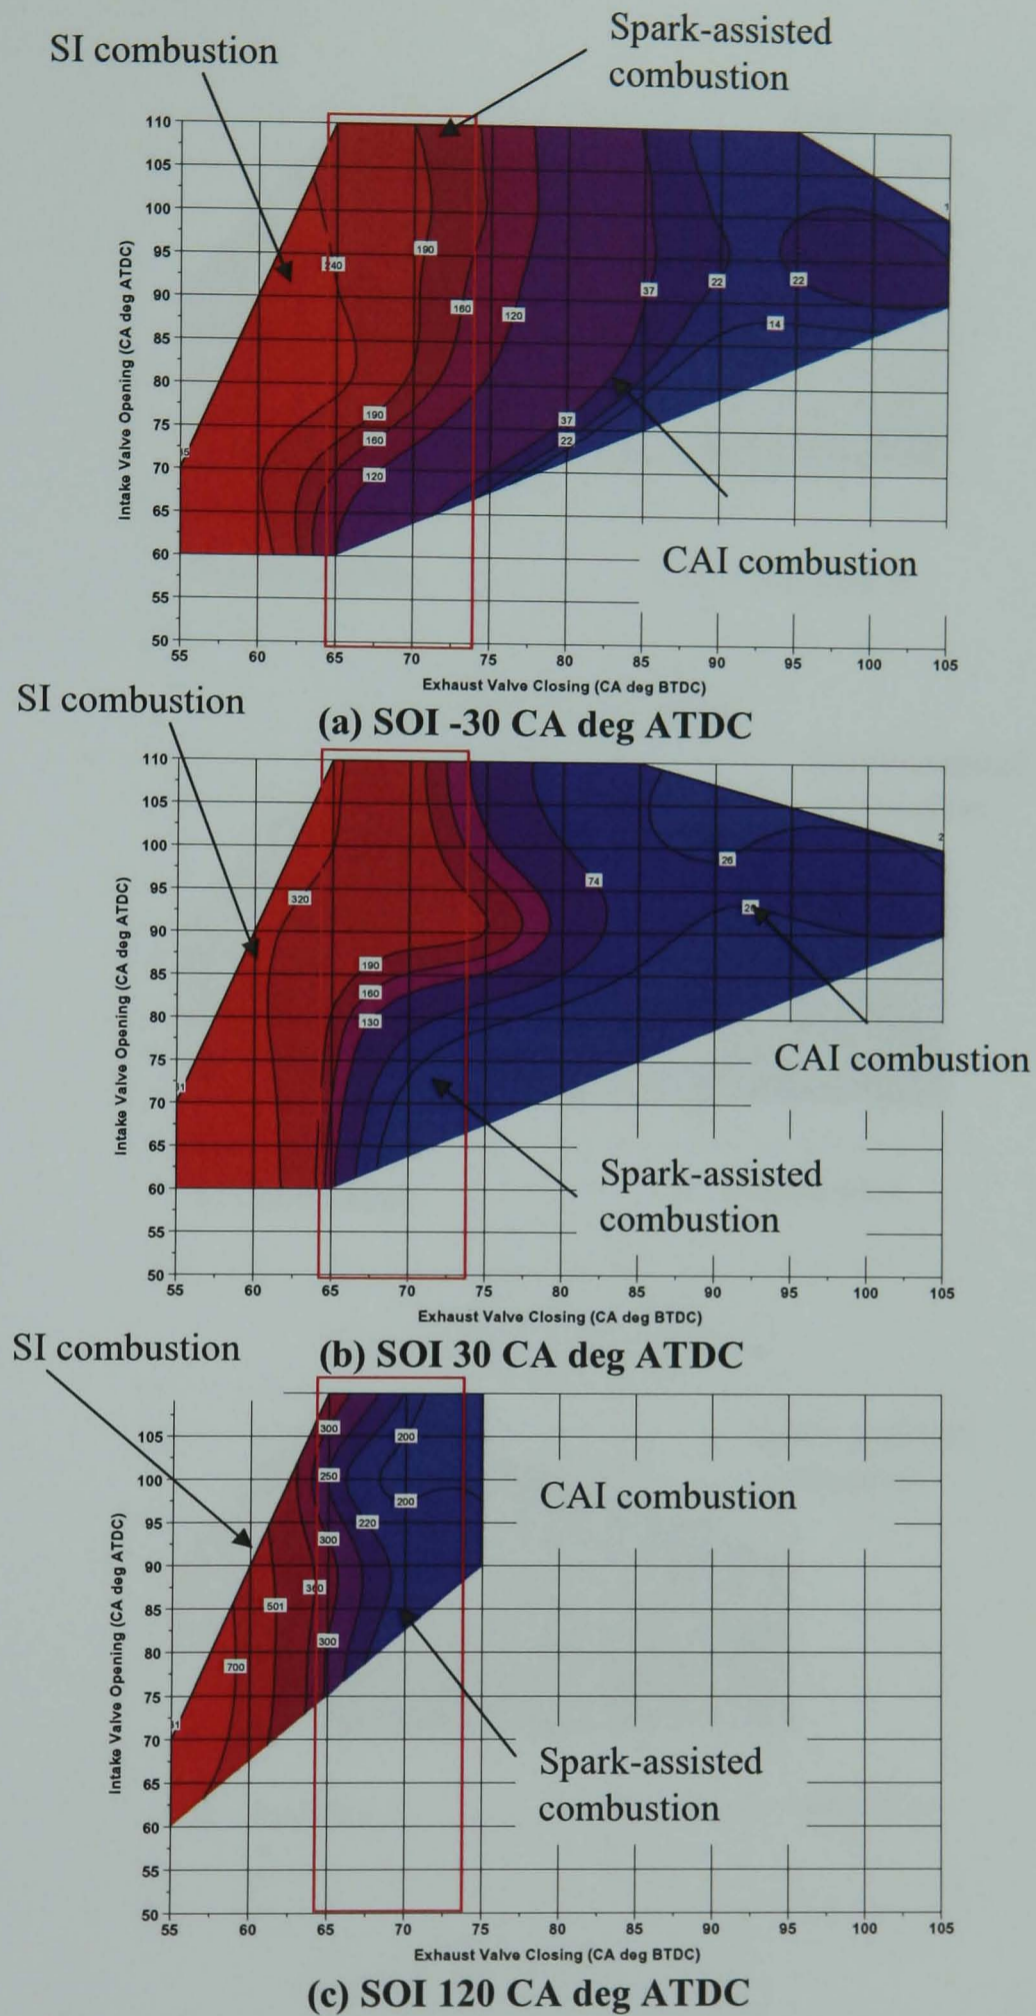 SI combustion
Spark-assisted
combustion
110
105
100
95
90
85
80
75
70
65
60
55
50
Intake Valve Opening (CA deg ATDC)
240
190
160
120
37
22
22
14
190
160
120
37
22
CAI combustion
55 60 65 70 75 80 85 90 95 100 105
Exhaust Valve Closing (CA deg BTDC)
(a) SOI -30 CA deg ATDC
SI combustion
110
105
100
95
90
85
80
75
70
65
60
55
50
Intake Valve Opening (CA deg ATDC)
320
190
160
130
74
26
CAI combustion
Spark-assisted
combustion
55 60 65 70 75 80 85 90 95 100 105
Exhaust Valve Closing (CA deg BTDC)
(b) SOI 30 CA deg ATDC
SI combustion
105
100
95
90
85
80
75
70
65
60
55
50
Intake Valve Opening (CA deg ATDC)
300
200
250
200
220
300
360
501
300
700
CAI combustion
Spark-assisted
combustion
55 60 65 70 75 80 85 90 95 100 105
Exhaust Valve Closing (CA deg BTDC)
(c) SOI 120 CA deg ATDC